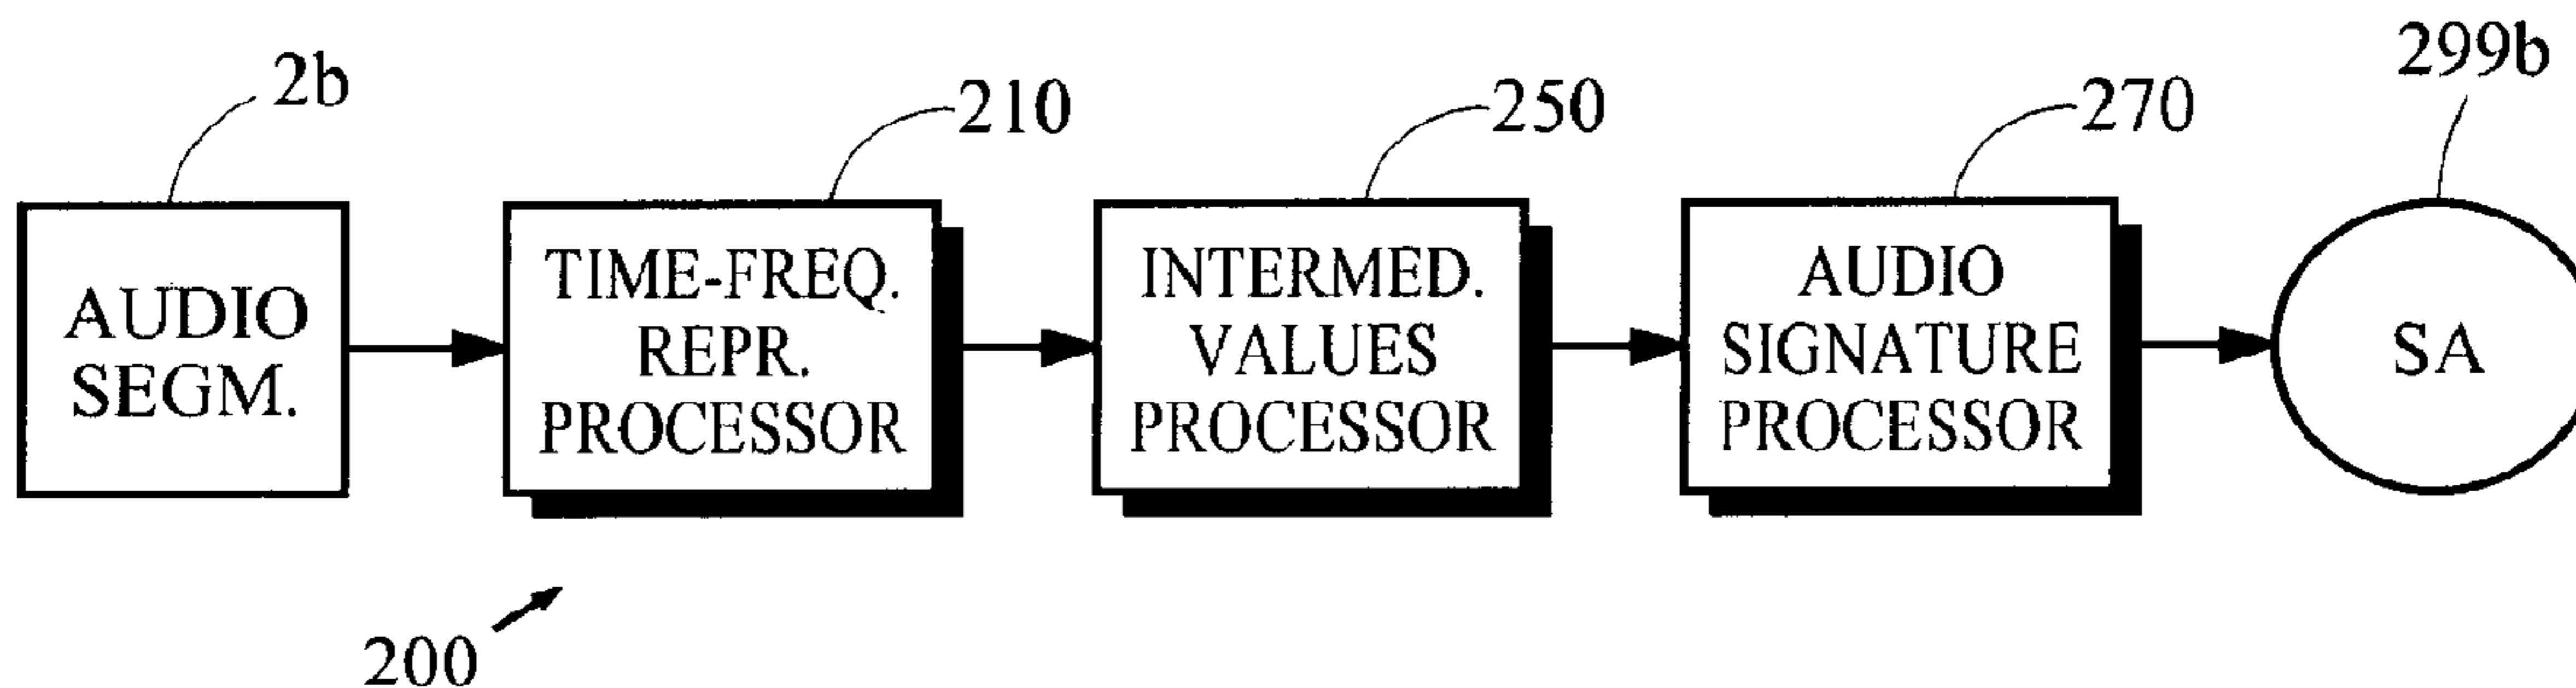 2b
210
250
270
299b
AUDIO
SEGM.
TIME-FREQ.
REPR.
PROCESSOR
INTERMED.
VALUES
PROCESSOR
AUDIO
SIGNATURE
PROCESSOR
SA
200